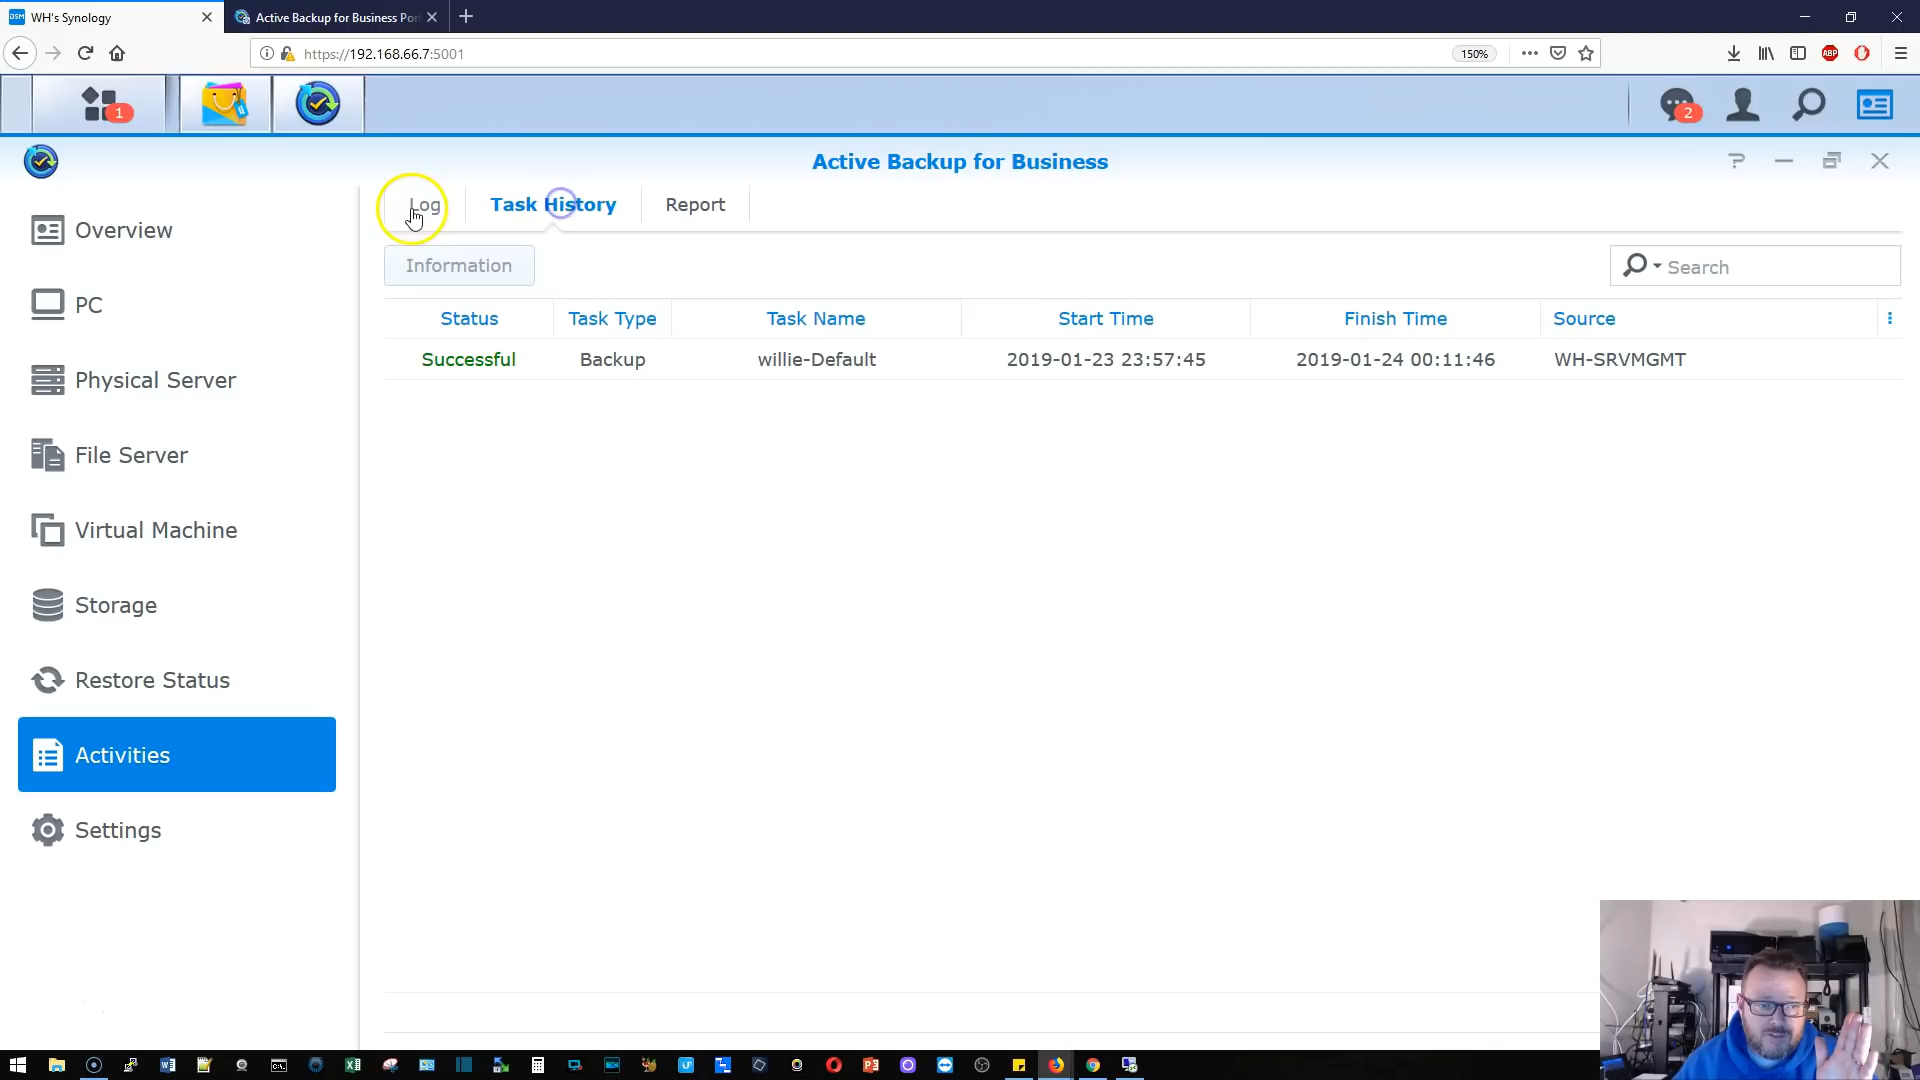 WH's Synology
Active Backup for Business Por
https://192.168.66.7:5001
150%
ABP
1
2
Active Backup for Business
Log
Task History
Report
Overview
PC
Physical Server
File Server
Virtual Machine
Storage
Restore Status
Activities
Settings
Information
Search
Status
Task Type
Task Name
Start Time
Finish Time
Source
Successful
Backup
willie-Default
2019-01-23 23:57:45
2019-01-24 00:11:46
WH-SRVMGMT